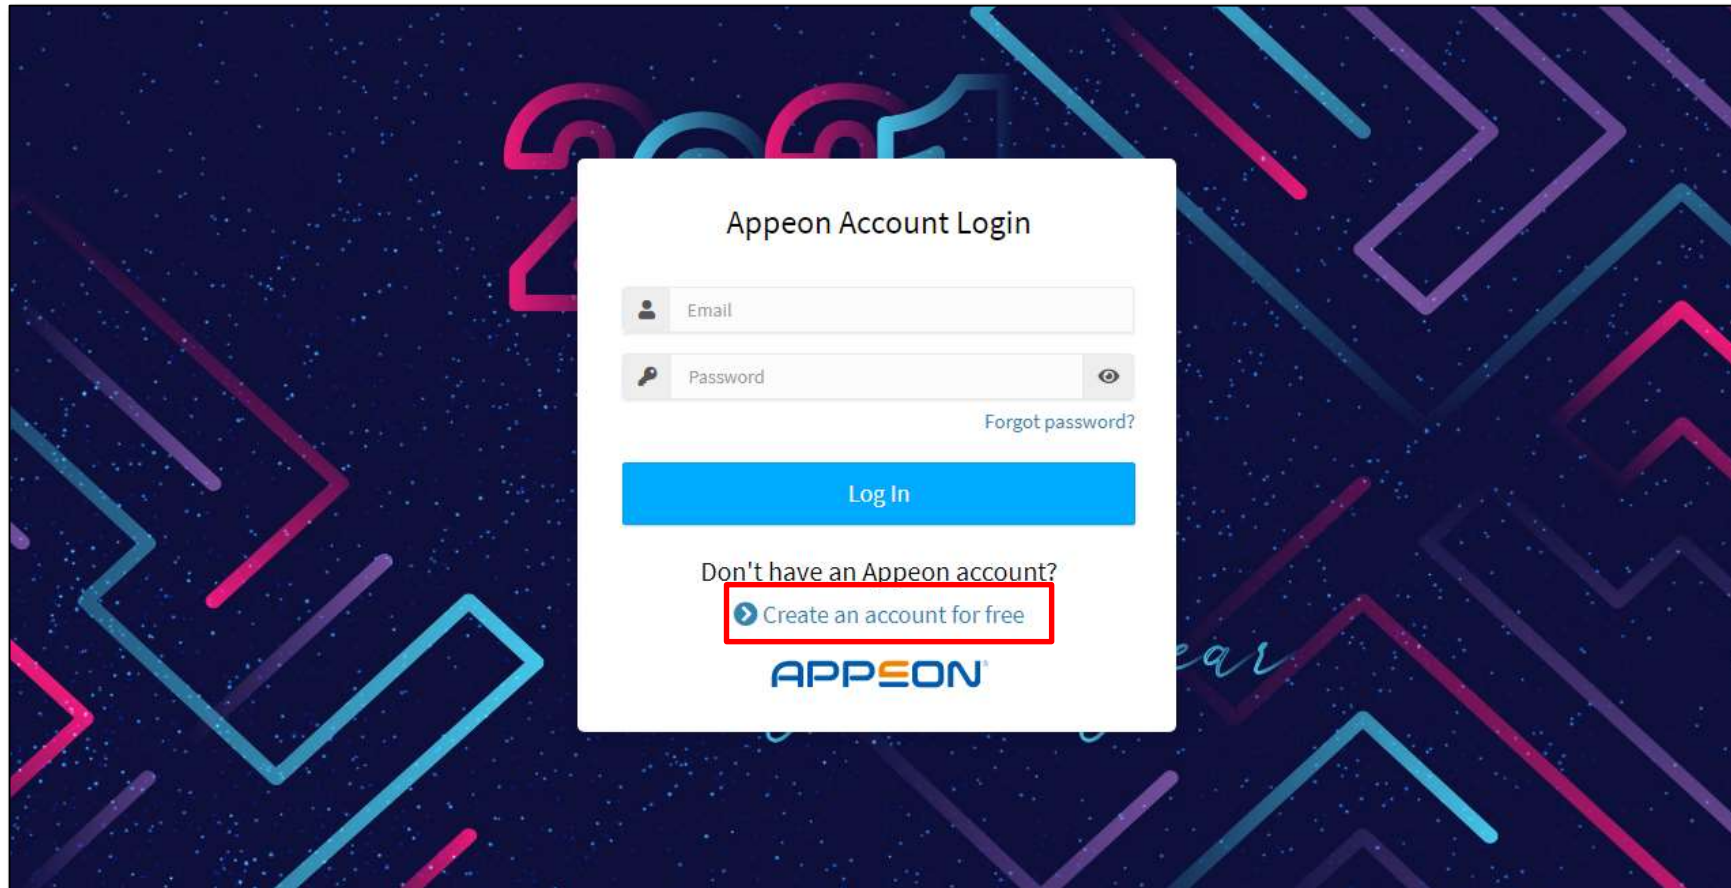 2021
Appeon Account Login
Email
Password
Forgot password?
Log In
Don't have an Appeon account?
Create an account for free
APPEON